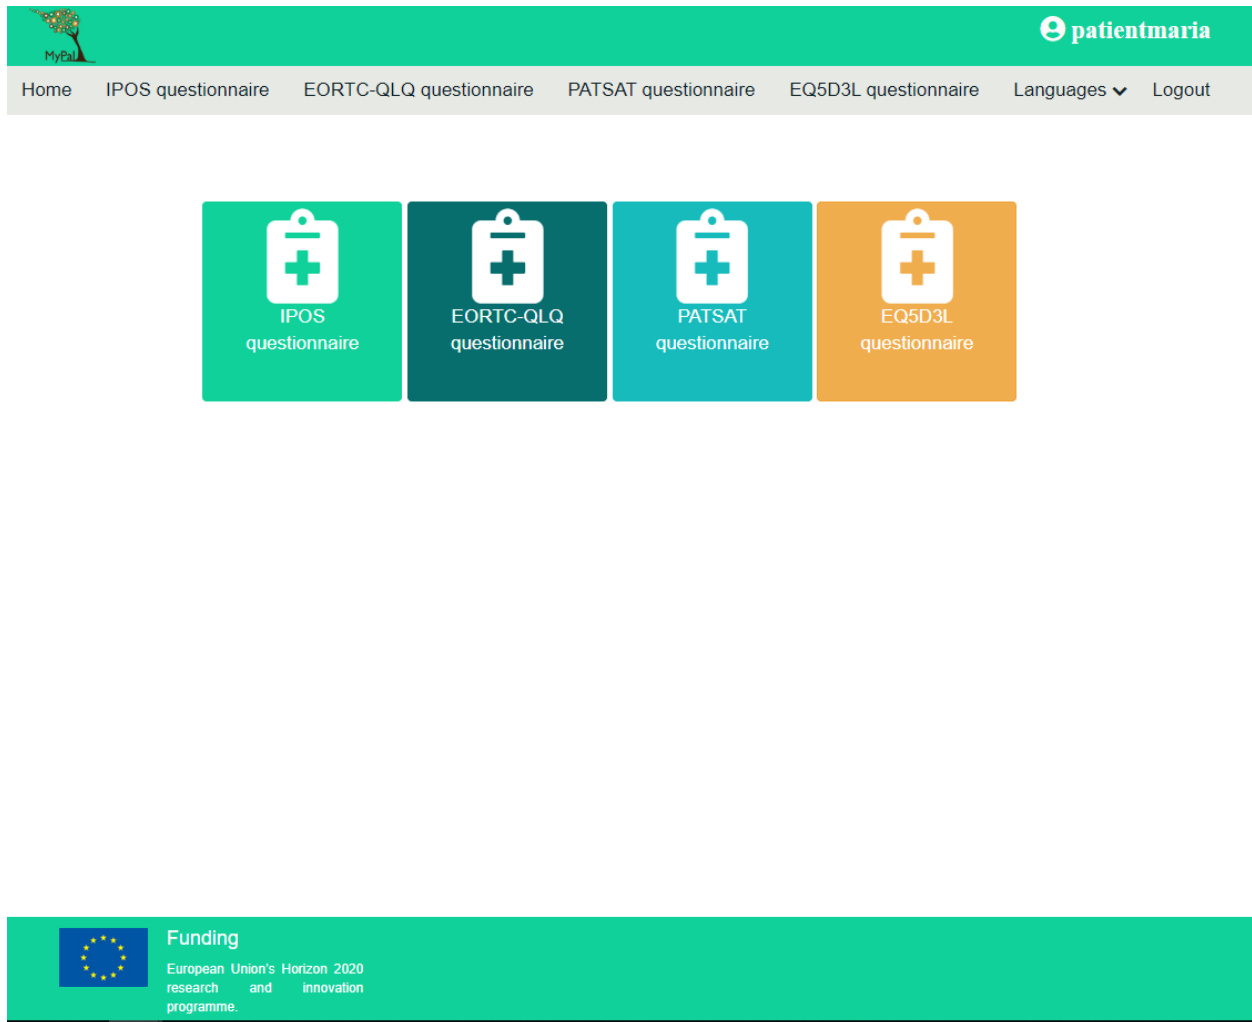 MyPal
patientmaria
Home IPOS questionnaire EORTC-QLQ questionnaire PATSAT questionnaire EQ5D3L questionnaire Languages Logout
IPOS
questionnaire
EORTC-QLQ
questionnaire
PATSAT
questionnaire
EQ5D3L
questionnaire
Funding
European Union's Horizon 2020
research and innovation
programme.